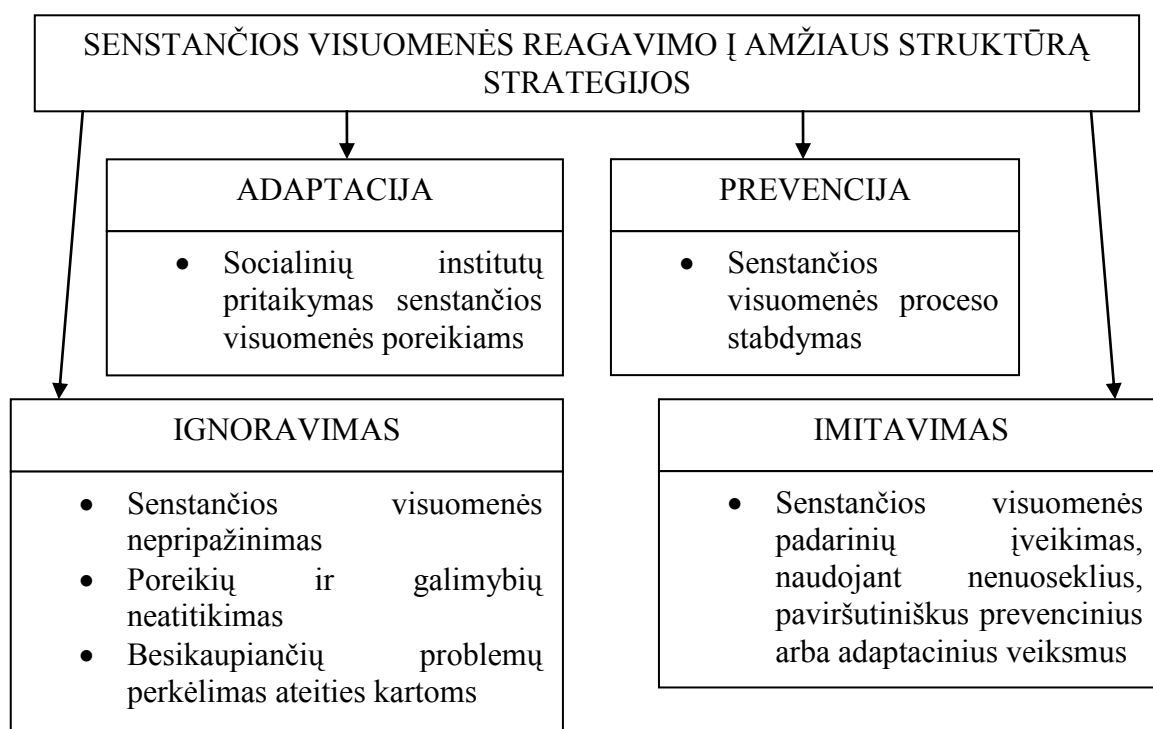 SENSTANČIOS VISUOMENĖS REAGAVIMO Į AMŽIAUS STRUKTŪRĄ
STRATEGIJOS
ADAPTACIJA
• Socialinių institutų
pritaikymas senstančios
visuomenės poreikiams
PREVENCIJA
• Senstančios
visuomenės proceso
stabdymas
IGNORAVIMAS
• Senstančios visuomenės
nepripažinimas
• Poreikių ir galimybių
neatitikimas
• Besikaupiančių problemų
perkėlimas ateities kartoms
IMITAVIMAS
• Senstančios visuomenės
padarinių įveikimas,
naudojant nenuoseklius,
paviršutiniškus prevencinius
arba adaptacinius veiksmus